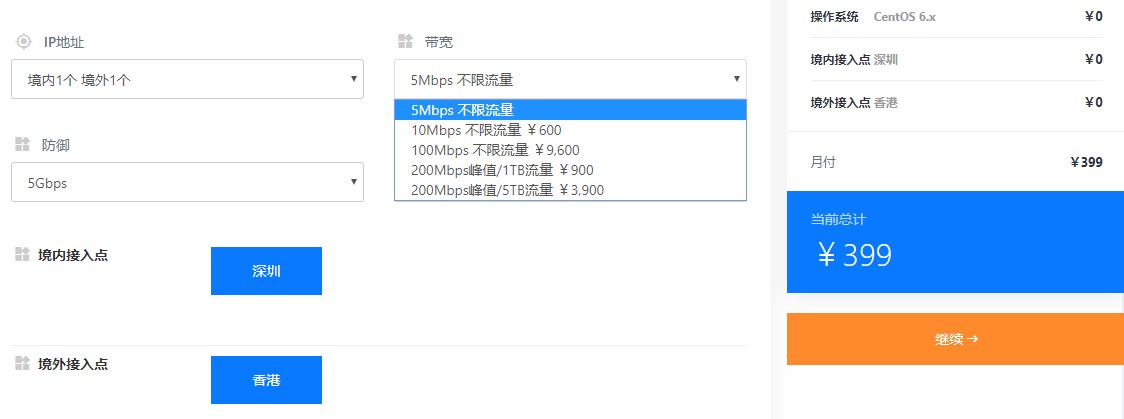 IP地址
境内1个 境外1个
带宽
5Mbps 不限流量
5Mbps 不限流量
10Mbps 不限流量 ￥600
100Mbps 不限流量 ￥9,600
200Mbps峰值/1TB流量 ￥900
200Mbps峰值/5TB流量 ￥3,900
防御
5Gbps
境内接入点
深圳
境外接入点
香港
操作系统 CentOS 6.x ￥0
境内接入点 深圳 ￥0
境外接入点 香港 ￥0
月付 ￥399
当前总计
￥399
继续 →